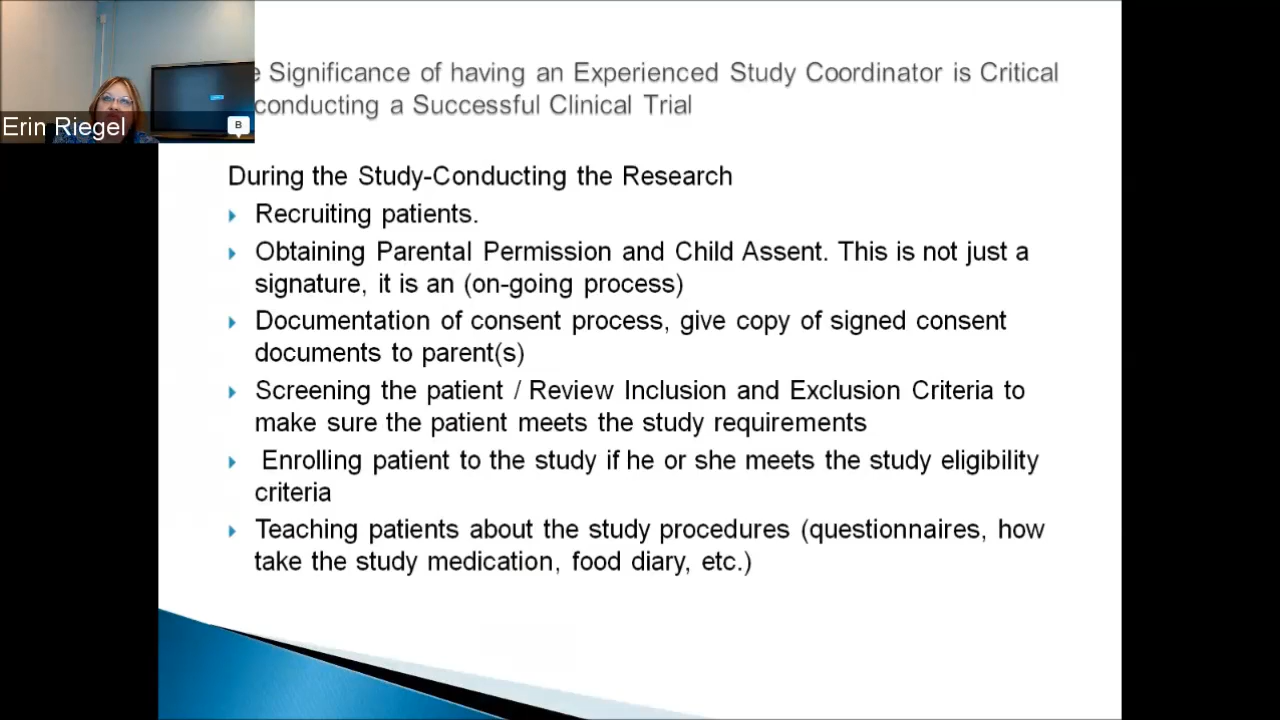 e Significance of having an Experienced Study Coordinator is Critical
conducting a Successful Clinical Trial
Erin Riegel
B
During the Study-Conducting the Research
Recruiting patients.
Obtaining Parental Permission and Child Assent. This is not just a
signature, it is an (on-going process)
Documentation of consent process, give copy of signed consent
documents to parent(s)
Screening the patient / Review Inclusion and Exclusion Criteria to
make sure the patient meets the study requirements
Enrolling patient to the study if he or she meets the study eligibility
criteria
Teaching patients about the study procedures (questionnaires, how
take the study medication, food diary, etc.)